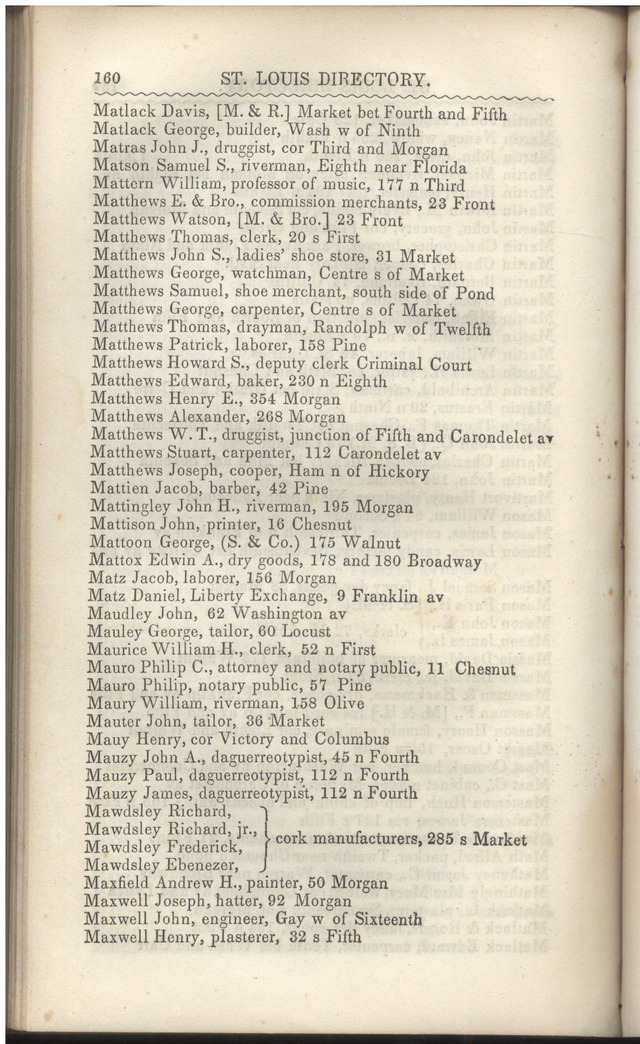 160 ST. LOUIS DIRECTORY.
Matlack Davis, [M. & R.] Market bet Fourth and Fifth
Matlack George, builder, Wash w of Ninth
Matras John J., druggist, cor Third and Morgan
Matson Samuel S., riverman, Eighth near Florida
Mattern William, professor of music, 177 n Third
Matthews E. & Bro., commission merchants, 23 Front
Matthews Watson, [M. & Bro.] 23 Front
Matthews Thomas, clerk, 20 s First
Matthews John S., ladies' shoe store, 31 Market
Matthews George, watchman, Centre s of Market
Matthews Samuel, shoe merchant, south side of Pond
Matthews George, carpenter, Centre s of Market
Matthews Thomas, drayman, Randolph w of Twelfth
Matthews Patrick, laborer, 158 Pine
Matthews Howard S., deputy clerk Criminal Court
Matthews Edward, baker, 230 n Eighth
Matthews Henry E., 354 Morgan
Matthews Alexander, 268 Morgan
Matthews W. T., druggist, junction of Fifth and Carondelet av
Matthews Stuart, carpenter, 112 Carondelet av
Matthews Joseph, cooper, Ham n of Hickory
Mattien Jacob, barber, 42 Pine
Mattingley John H., riverman, 195 Morgan
Mattison John, printer, 16 Chesnut
Mattoon George, (S. & Co.) 175 Walnut
Mattox Edwin A., dry goods, 178 and 180 Broadway
Matz Jacob, laborer, 156 Morgan
Matz Daniel, Liberty Exchange, 9 Franklin av
Maudley John, 62 Washington av
Mauley George, tailor, 60 Locust
Maurice William H., clerk, 52 n First
Mauro Philip C., attorney and notary public, 11 Chesnut
Mauro Philip, notary public, 57 Pine
Maury William, riverman, 158 Olive
Mauter John, tailor, 36 Market
Mauy Henry, cor Victory and Columbus
Mauzy John A., daguerreotypist, 45 n Fourth
Mauzy Paul, daguerreotypist, 112 n Fourth
Mauzy James, daguerreotypist, 112 n Fourth
Mawdsley Richard,
Mawdsley Richard, jr.,
Mawdsley Frederick,
Mawdsley Ebenezer,
cork manufacturers, 285 s Market
Maxfield Andrew H., painter, 50 Morgan
Maxwell Joseph, hatter, 92 Morgan
Maxwell John, engineer, Gay w of Sixteenth
Maxwell Henry, plasterer, 32 s Fifth